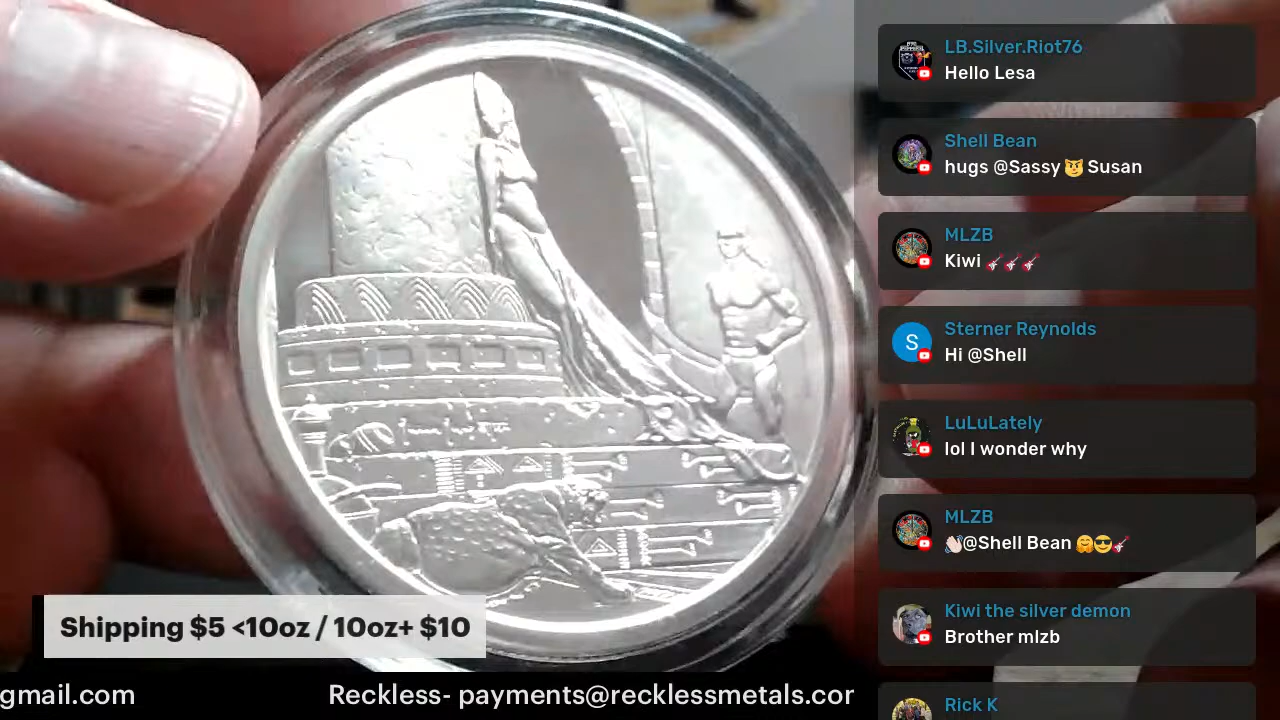 LB.Silver.Riot76
Hello Lesa
Shell Bean
hugs @Sassy 😼 Susan
MLZB
Kiwi 🎸🎸🎸
S
Sterner Reynolds
Hi @Shell
LuLuLately
lol I wonder why
MLZB
👋🏻@Shell Bean 🤗😎🎸
Kiwi the silver demon
Brother mlzb
Rick K
Shipping $5 <10oz / 10oz+ $10
gmail.com
Reckless- payments@recklessmetals.cor